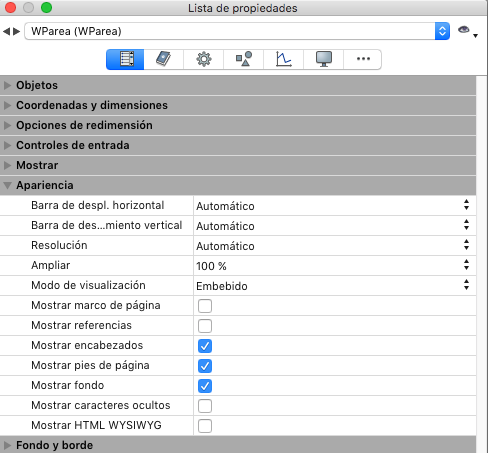 Lista de propiedades
WParea (WParea)
Objetos
Coordenadas y dimensiones
Opciones de redimensión
Controles de entrada
Mostrar
Apariencia
Barra de despl. horizontal Automático
Barra de des...miento vertical Automático
Resolución Automático
Ampliar 100 %
Modo de visualización Embebido
Mostrar marco de página
Mostrar referencias
Mostrar encabezados
Mostrar pies de página
Mostrar fondo
Mostrar caracteres ocultos
Mostrar HTML WYSIWYG
Fondo y borde